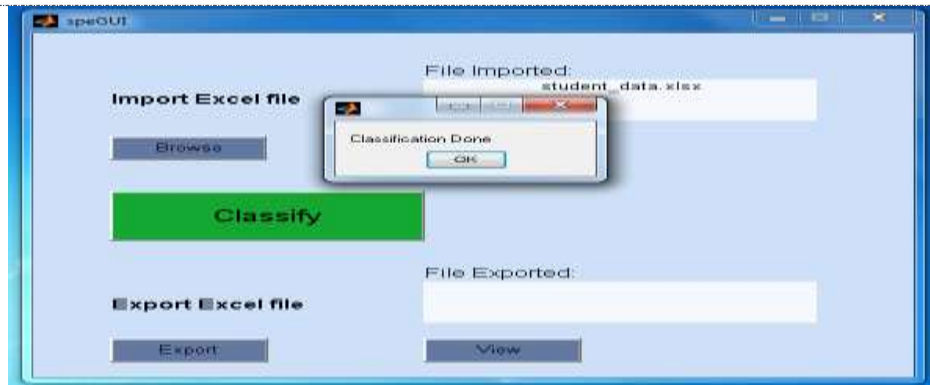 speGUI
File Imported:
student_data.xlsx
Import Excel file
Classification Done
OK
Browse
Classify
File Exported:
Export Excel file
Export
View